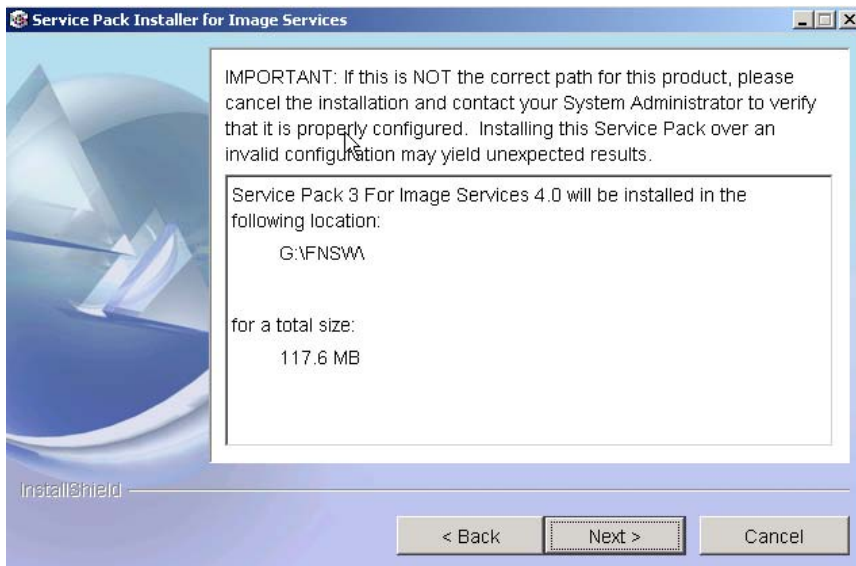 Service Pack Installer for Image Services
IMPORTANT: If this is NOT the correct path for this product, please
cancel the installation and contact your System Administrator to verify
that it is properly configured.  Installing this Service Pack over an
invalid configuration may yield unexpected results.
Service Pack 3 For Image Services 4.0 will be installed in the
following location:
G:\FNSW\
for a total size:
117.6 MB
InstallShield
< Back
Next >
Cancel